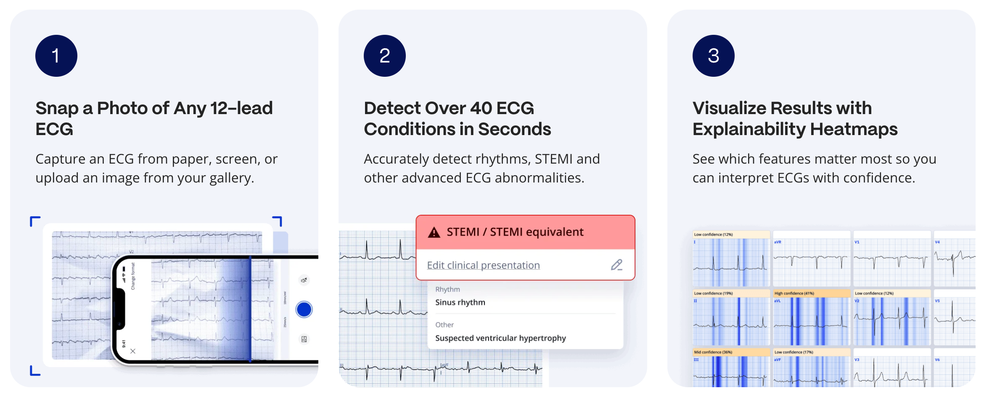 1
Snap a Photo of Any 12-lead
ECG
Capture an ECG from paper, screen, or
upload an image from your gallery.
V1
V2
Change format
9:41
10mm/mV
25mm/s
2
Detect Over 40 ECG
Conditions in Seconds
Accurately detect rhythms, STEMI and
other advanced ECG abnormalities.
STEMI / STEMI equivalent
Edit clinical presentation
Rhythm
Sinus rhythm
Other
Suspected ventricular hypertrophy
I
II
III
aVF
3
Visualize Results with
Explainability Heatmaps
See which features matter most so you
can interpret ECGs with confidence.
Low confidence (12%)
I
aVR
V1
V4
Low confidence (19%)
High confidence (41%)
Low confidence (12%)
II
aVL
V2
V5
Mid confidence (36%)
Low confidence (17%)
III
aVF
V3
V6